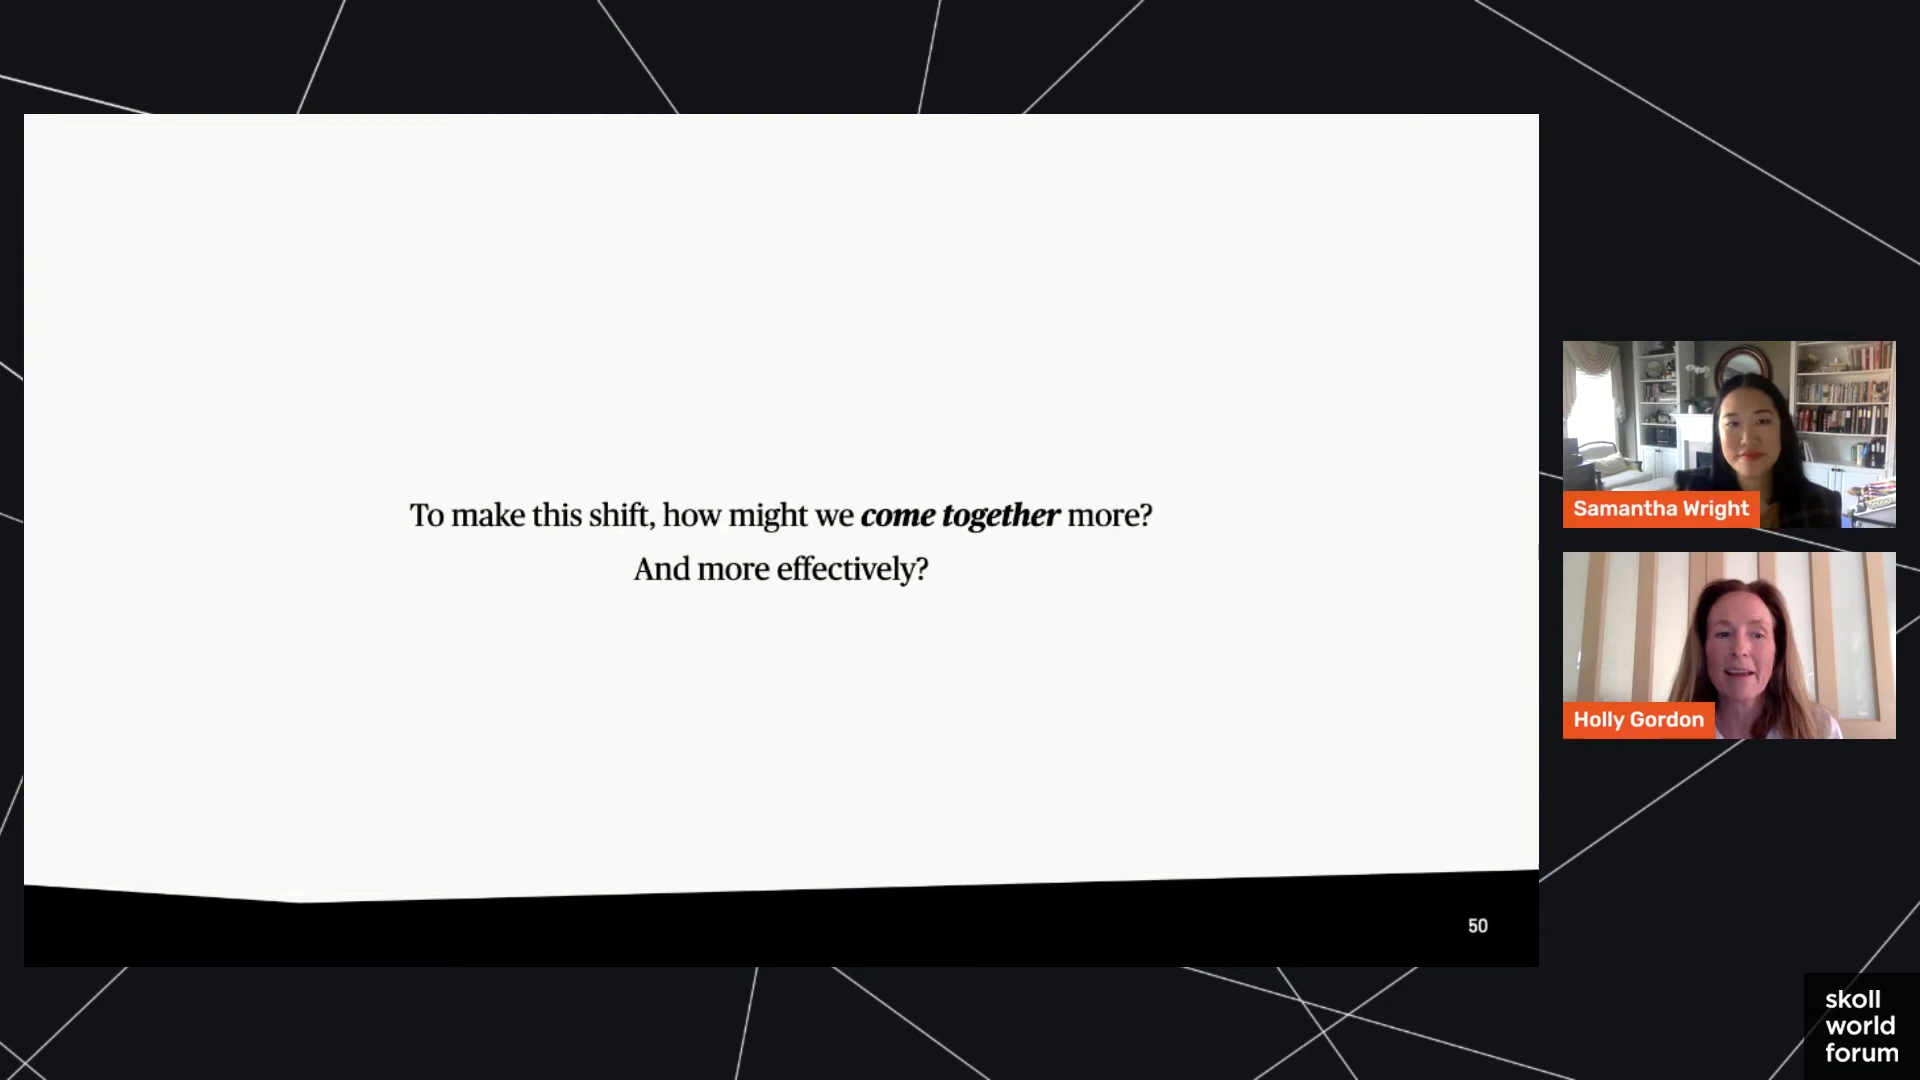 To make this shift, how might we come together more?
And more effectively?
50
Samantha Wright
Holly Gordon
skoll
world
forum